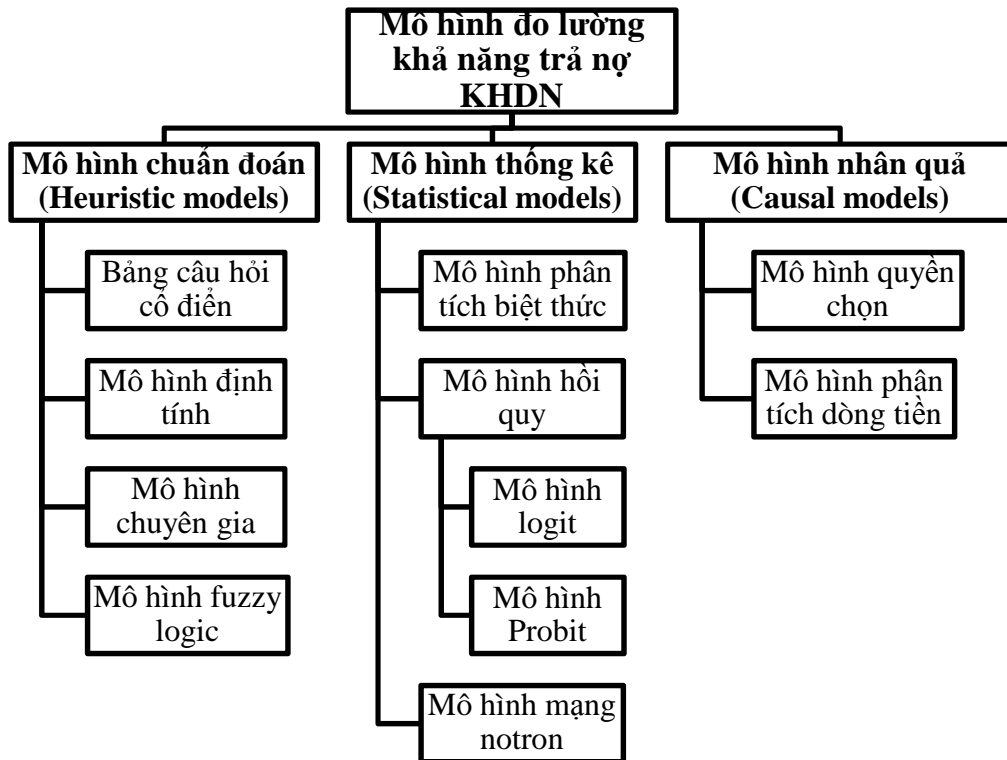 Mô hình đo lường
khả năng trả nợ
KHDN
Mô hình chuẩn đoán
(Heuristic models)
Bảng câu hỏi
cổ điển
Mô hình định
tính
Mô hình
chuyên gia
Mô hình fuzzy
logic
Mô hình thống kê
(Statistical models)
Mô hình phân
tích biệt thức
Mô hình hồi
quy
Mô hình
logit
Mô hình
Probit
Mô hình mạng
notron
Mô hình nhân quả
(Causal models)
Mô hình quyền
chọn
Mô hình phân
tích dòng tiền